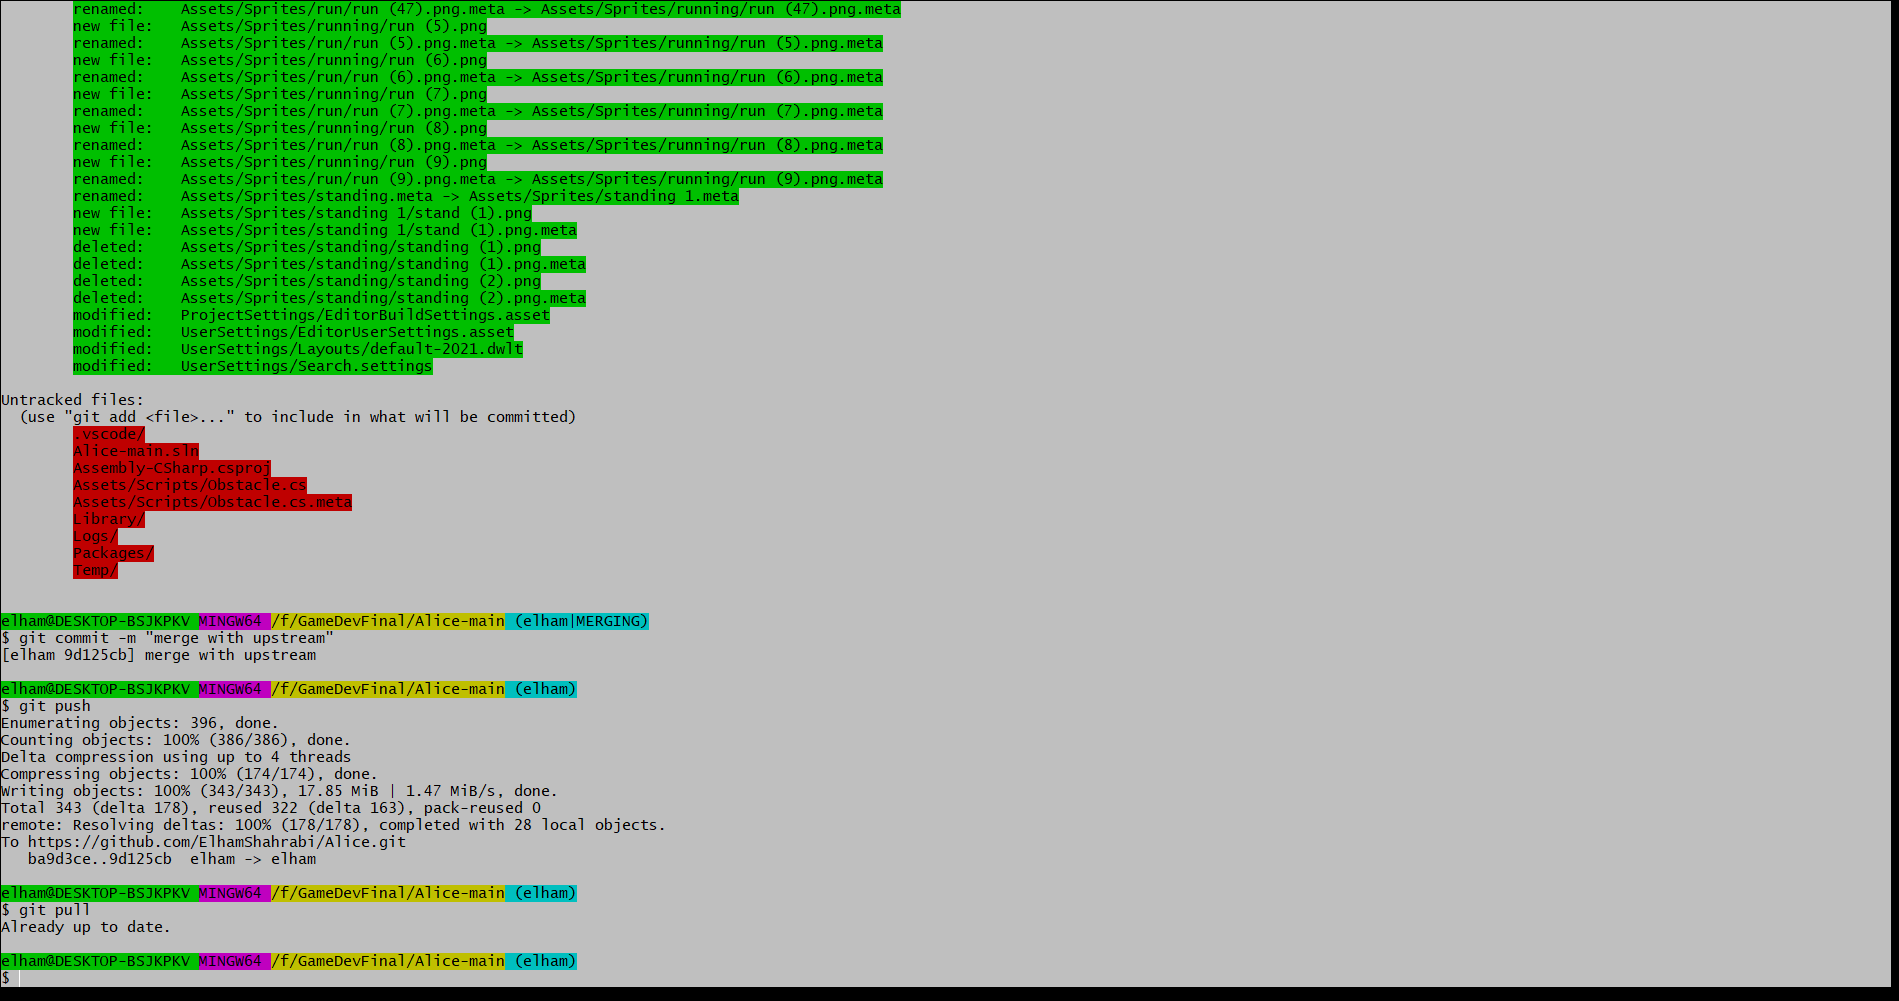 renamed:    Assets/Sprites/run/run (47).png.meta -> Assets/Sprites/running/run (47).png.meta
new file:   Assets/Sprites/running/run (5).png
renamed:    Assets/Sprites/run/run (5).png.meta -> Assets/Sprites/running/run (5).png.meta
new file:   Assets/Sprites/running/run (6).png
renamed:    Assets/Sprites/run/run (6).png.meta -> Assets/Sprites/running/run (6).png.meta
new file:   Assets/Sprites/running/run (7).png
renamed:    Assets/Sprites/run/run (7).png.meta -> Assets/Sprites/running/run (7).png.meta
new file:   Assets/Sprites/running/run (8).png
renamed:    Assets/Sprites/run/run (8).png.meta -> Assets/Sprites/running/run (8).png.meta
new file:   Assets/Sprites/running/run (9).png
renamed:    Assets/Sprites/run/run (9).png.meta -> Assets/Sprites/running/run (9).png.meta
renamed:    Assets/Sprites/standing.meta -> Assets/Sprites/standing 1.meta
new file:   Assets/Sprites/standing 1/stand (1).png
new file:   Assets/Sprites/standing 1/stand (1).png.meta
deleted:    Assets/Sprites/standing/standing (1).png
deleted:    Assets/Sprites/standing/standing (1).png.meta
deleted:    Assets/Sprites/standing/standing (2).png
deleted:    Assets/Sprites/standing/standing (2).png.meta
modified:   ProjectSettings/EditorBuildSettings.asset
modified:   UserSettings/EditorUserSettings.asset
modified:   UserSettings/Layouts/default-2021.dwlt
modified:   UserSettings/Search.settings
Untracked files:
(use "git add <file>..." to include in what will be committed)
.vscode/
Alice-main.sln
Assembly-CSharp.csproj
Assets/Scripts/Obstacle.cs
Assets/Scripts/Obstacle.cs.meta
Library/
Logs/
Packages/
Temp/
elham@DESKTOP-BSJKPKV MINGW64 /f/GameDevFinal/Alice-main (elham|MERGING)
$ git commit -m "merge with upstream"
[elham 9d125cb] merge with upstream
elham@DESKTOP-BSJKPKV MINGW64 /f/GameDevFinal/Alice-main (elham)
$ git push
Enumerating objects: 396, done.
Counting objects: 100% (386/386), done.
Delta compression using up to 4 threads
Compressing objects: 100% (174/174), done.
Writing objects: 100% (343/343), 17.85 MiB | 1.47 MiB/s, done.
Total 343 (delta 178), reused 322 (delta 163), pack-reused 0
remote: Resolving deltas: 100% (178/178), completed with 28 local objects.
To https://github.com/ElhamShahrabi/Alice.git
ba9d3ce..9d125cb  elham -> elham
elham@DESKTOP-BSJKPKV MINGW64 /f/GameDevFinal/Alice-main (elham)
$ git pull
Already up to date.
elham@DESKTOP-BSJKPKV MINGW64 /f/GameDevFinal/Alice-main (elham)
$